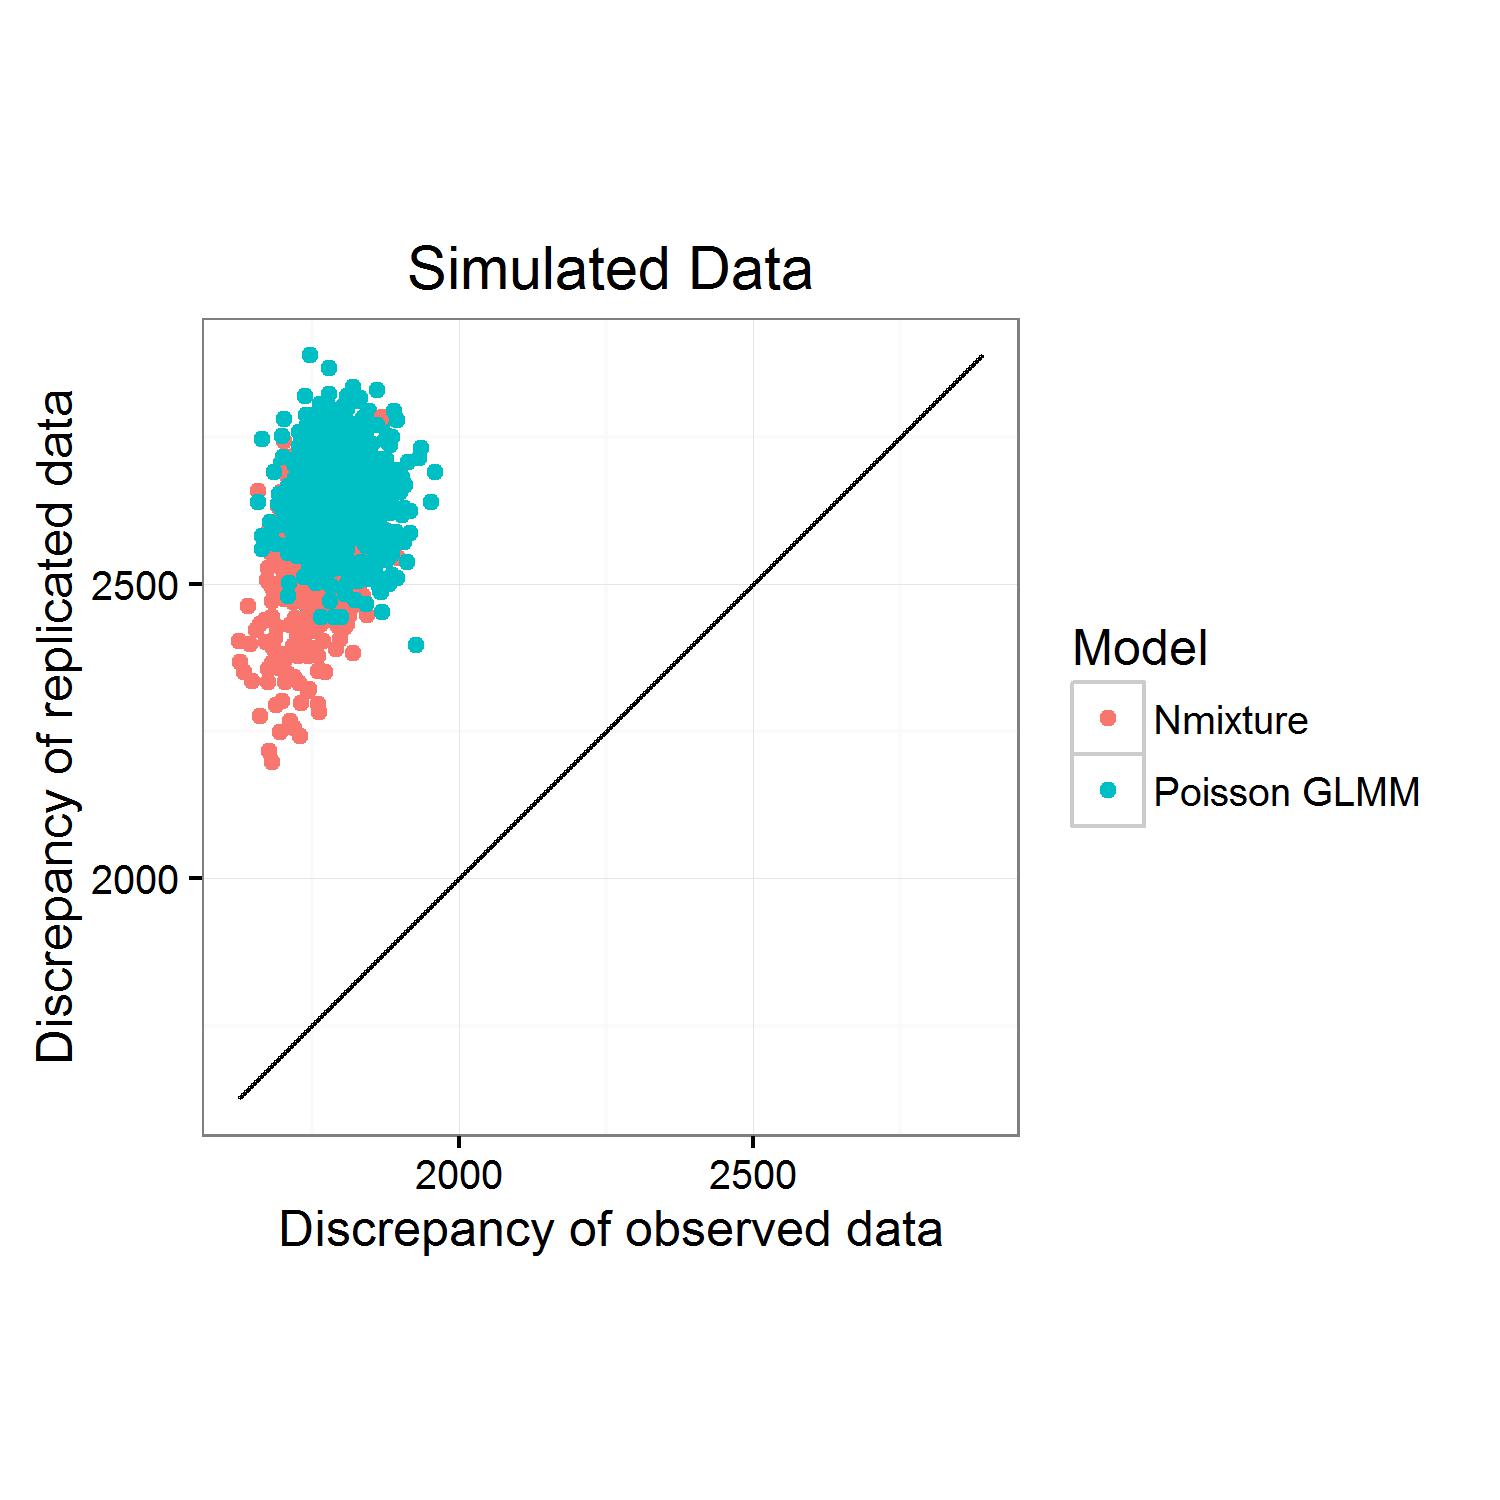 Simulated Data
Discrepancy of replicated data
2500
2000
2000 2500
Discrepancy of observed data
Model
Nmixture
Poisson GLMM